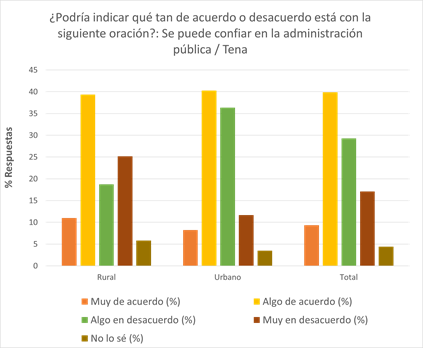 ¿Podría indicar qué tan de acuerdo o desacuerdo está con la
siguiente oración?: Se puede confiar en la administración
pública / Tena
% Respuestas
45
40
35
30
25
20
15
10
5
0
Rural
Urbano
Total
Muy de acuerdo (%)
Algo de acuerdo (%)
Algo en desacuerdo (%)
Muy en desacuerdo (%)
No lo sé (%)